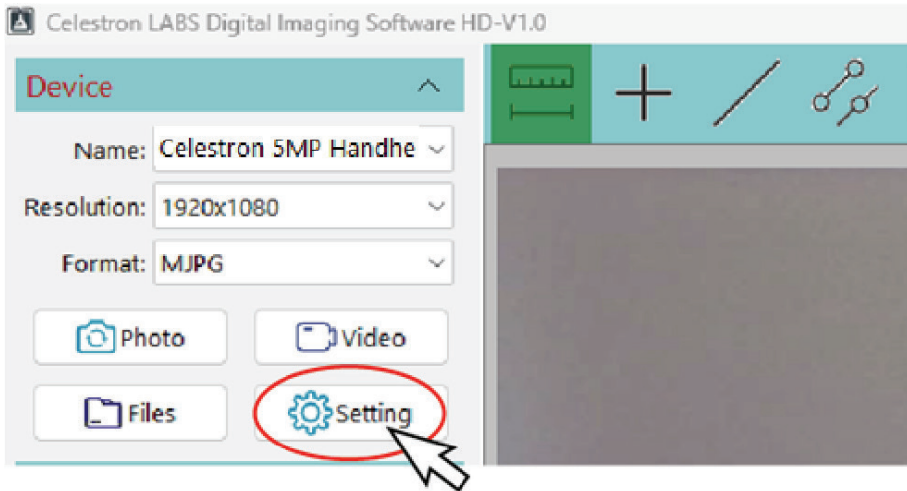 Celestron LABS Digital Imaging Software HD-V1.0
Device
Name: Celestron 5MP Handhe
Resolution: 1920x1080
Format: MJPG
Photo Video
Files Setting